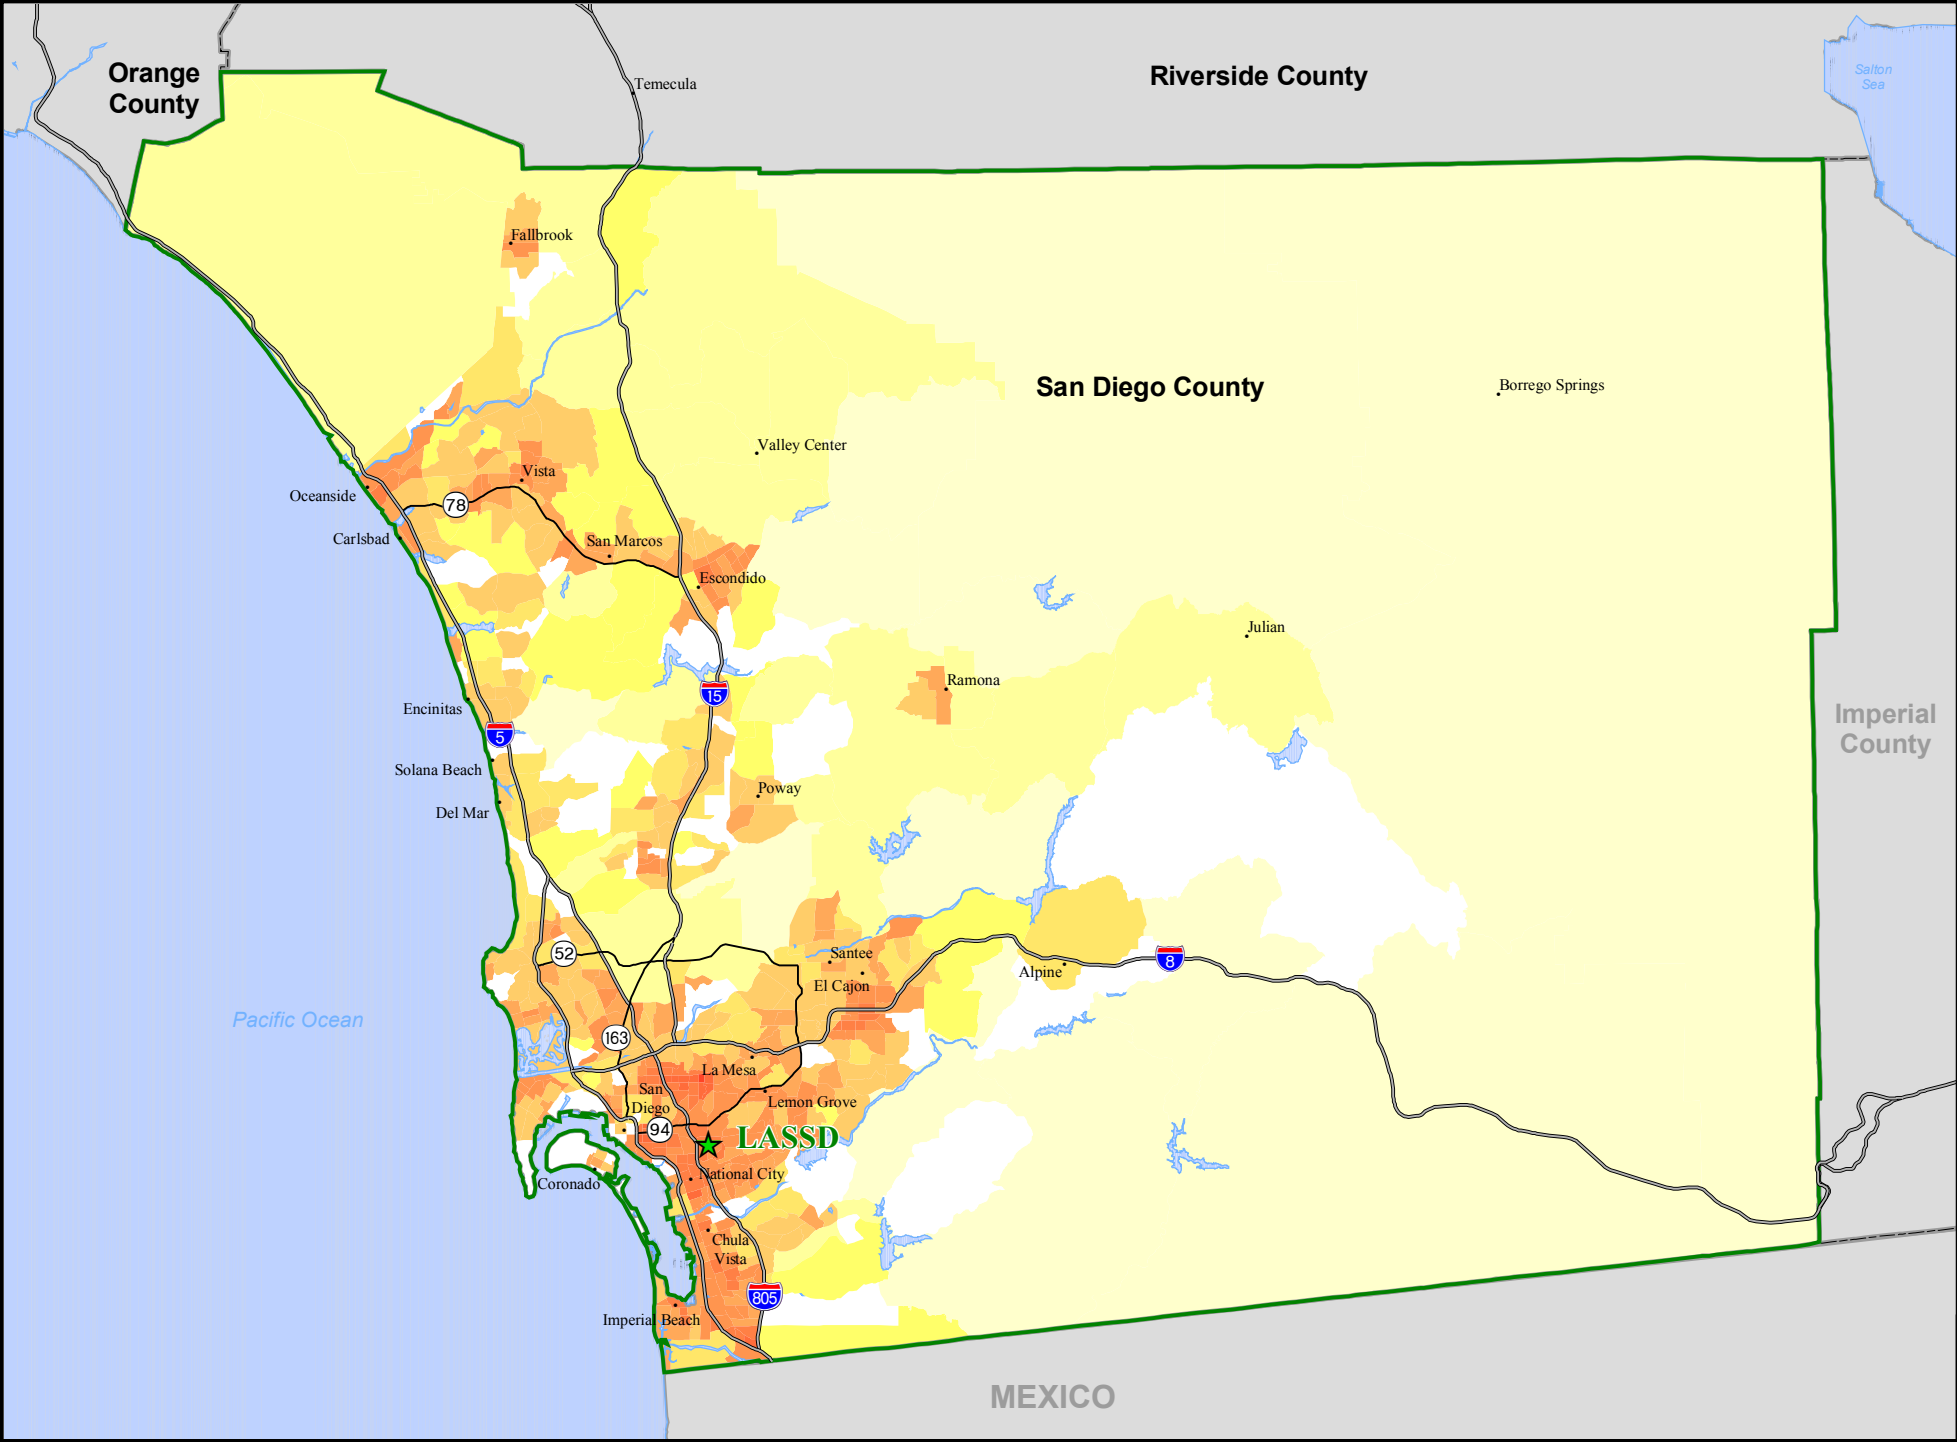 Orange
County
Temecula
Riverside County
Salton
Sea
Fallbrook
San Diego County
Borrego Springs
Valley Center
Vista
Oceanside
78
Carlsbad
San Marcos
Escondido
Julian
Ramona
15
Encinitas
5
Imperial
County
Solana Beach
Poway
Del Mar
52
Santee
8
Alpine
El Cajon
Pacific Ocean
163
La Mesa
San
Diego
Lemon Grove
94
LASSD
National City
Coronado
Chula
Vista
805
Imperial Beach
MEXICO